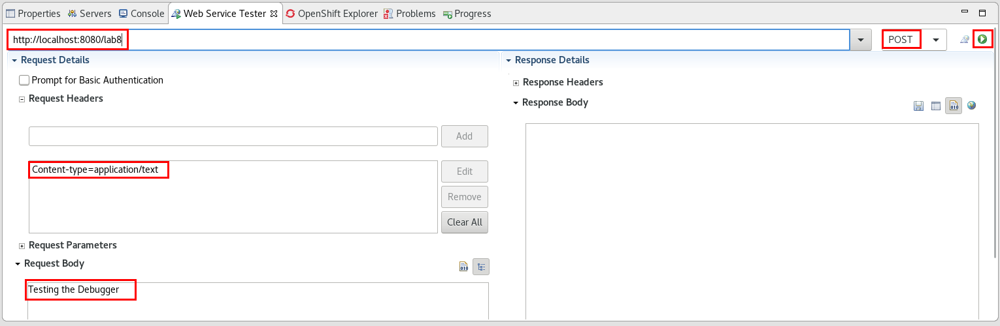 Properties Servers Console Web Service Tester OpenShift Explorer Problems Progress
http://localhost:8080/lab8 POST
Request Details
Prompt for Basic Authentication
Request Headers
Add
Content-type=application/text
Edit
Remove
Clear All
Request Parameters
Request Body
Testing the Debugger
Response Details
Response Headers
Response Body